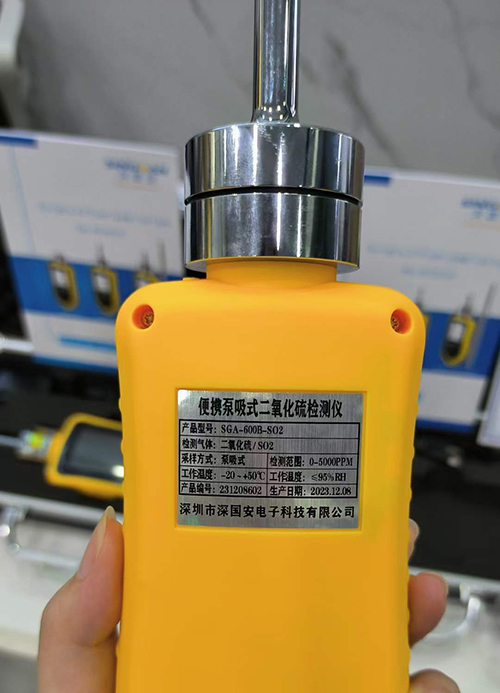 便携泵吸式二氧化硫检测仪
产品型号: SGA-600B-SO2
检测气体: 二氧化硫/SO2
采样方式: 泵吸式 检测范围: 0-5000PPM
工作温度: -20~+50℃ 工作温度: ≤95%RH
产品编号: 231208602 生产日期: 2023.12.08
深圳市深国安电子科技有限公司